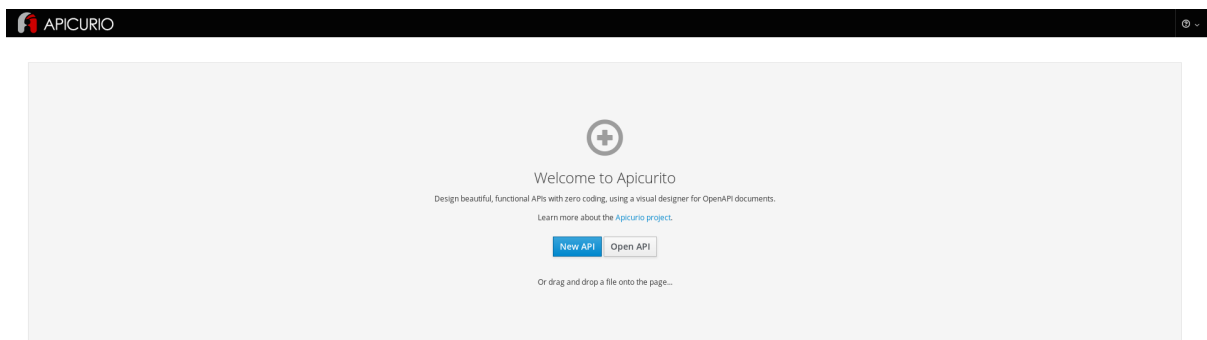 APICURIO
Welcome to Apicurito
Design beautiful, functional APIs with zero coding, using a visual designer for OpenAPI documents.
Learn more about the Apicurio project.
New API Open API
Or drag and drop a file onto the page...